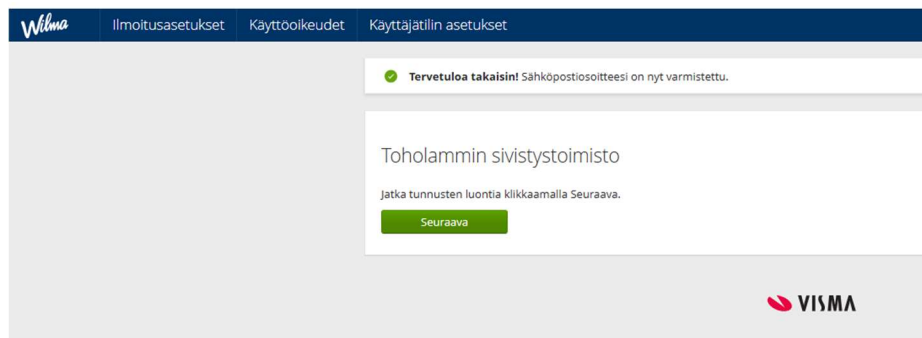 Wilma Ilmoitusasetukset Käyttöoikeudet Käyttäjätilin asetukset
Tervetuloa takaisin! Sähköpostiosoitteesi on nyt varmistettu.
Toholammin sivistystoimisto
Jatka tunnusten luontia klikkaamalla Seuraava.
Seuraava
VISMA